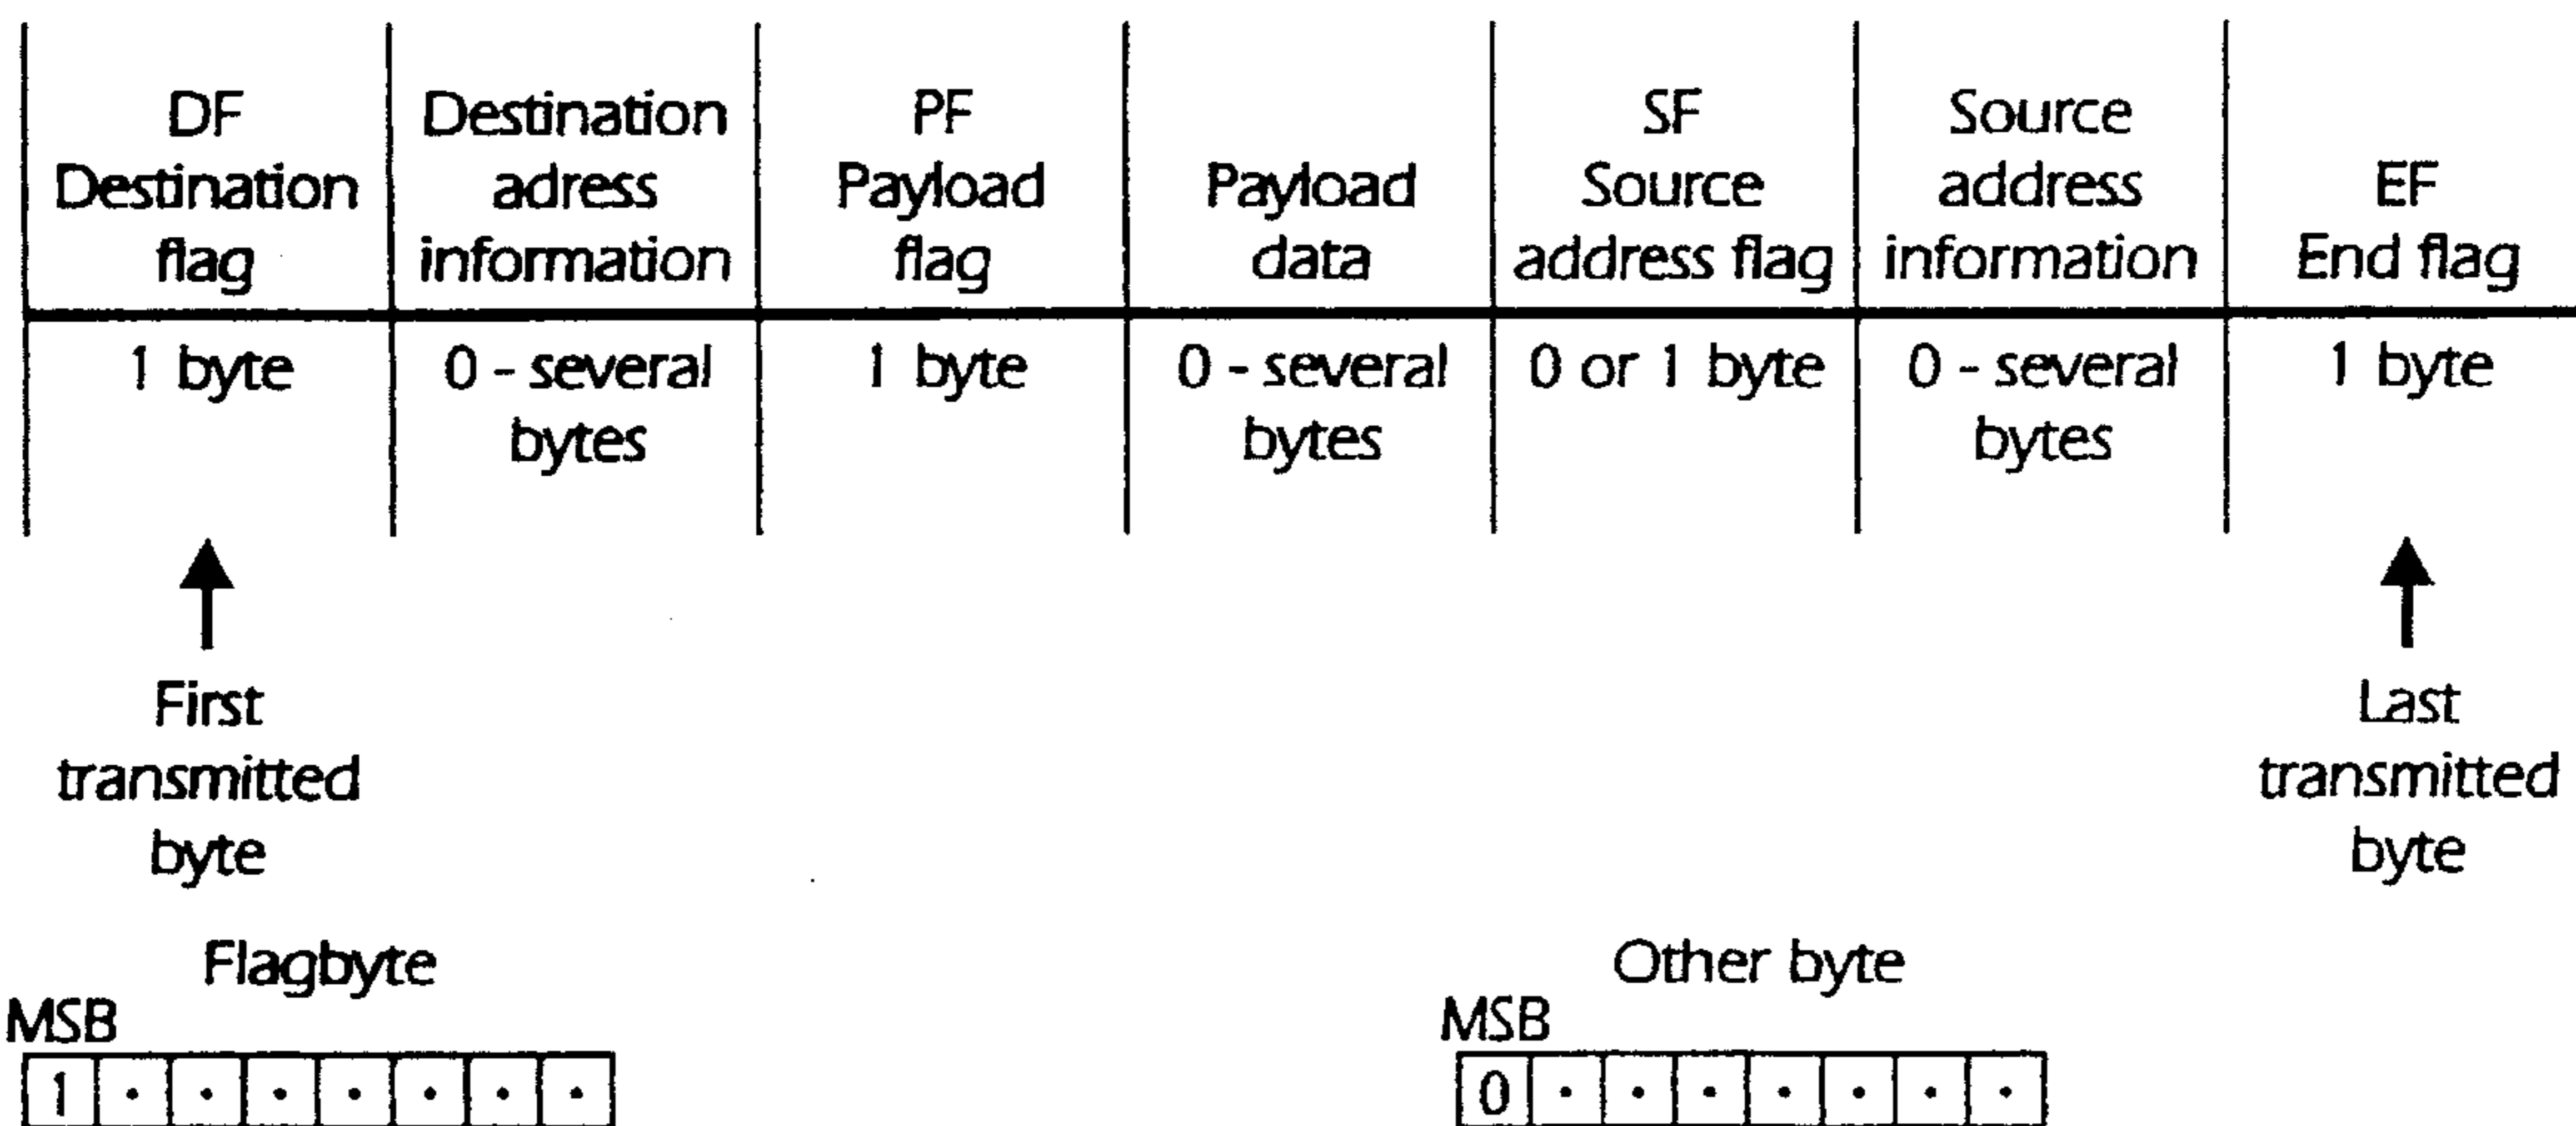 DF
Destination
flag
Destination
adress
information
PF
Payload
flag
Payload
data
SF
Source
address flag
Source
address
information
EF
End flag
1 byte
0 - several
bytes
1 byte
0 - several
bytes
0 or 1 byte
0 - several
bytes
1 byte
First
transmitted
byte
Last
transmitted
byte
Flagbyte
MSB
1 • • • • • • •
Other byte
MSB
0 • • • • • • •